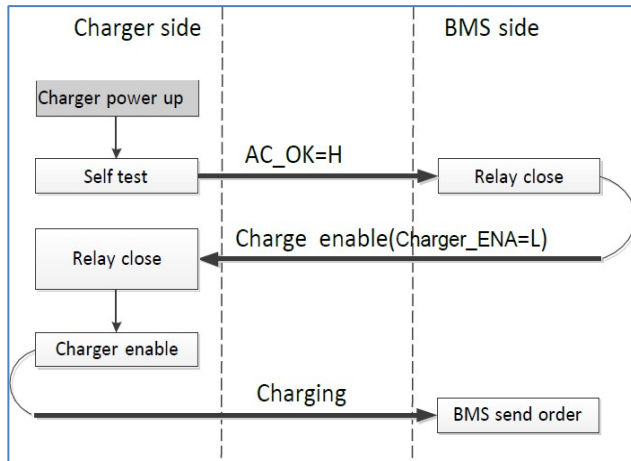 Charger side
BMS side
Charger power up
AC_OK=H
Self test
Relay close
Charge enable(Charger_ENA=L)
Relay close
Charger enable
Charging
BMS send order